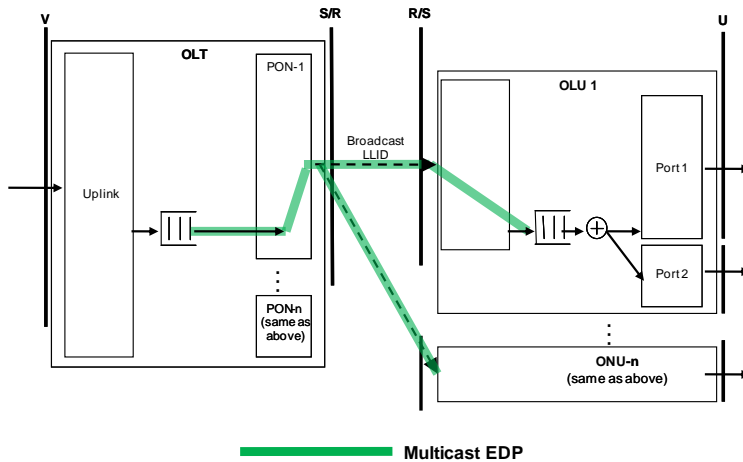 V
S/R
R/S
U
OLT
PON-1
OLU 1
Broadcast
LLID
Uplink
Port 1
Port 2
PON-n
(same as
above)
ONU-n
(same as above)
Multicast EDP